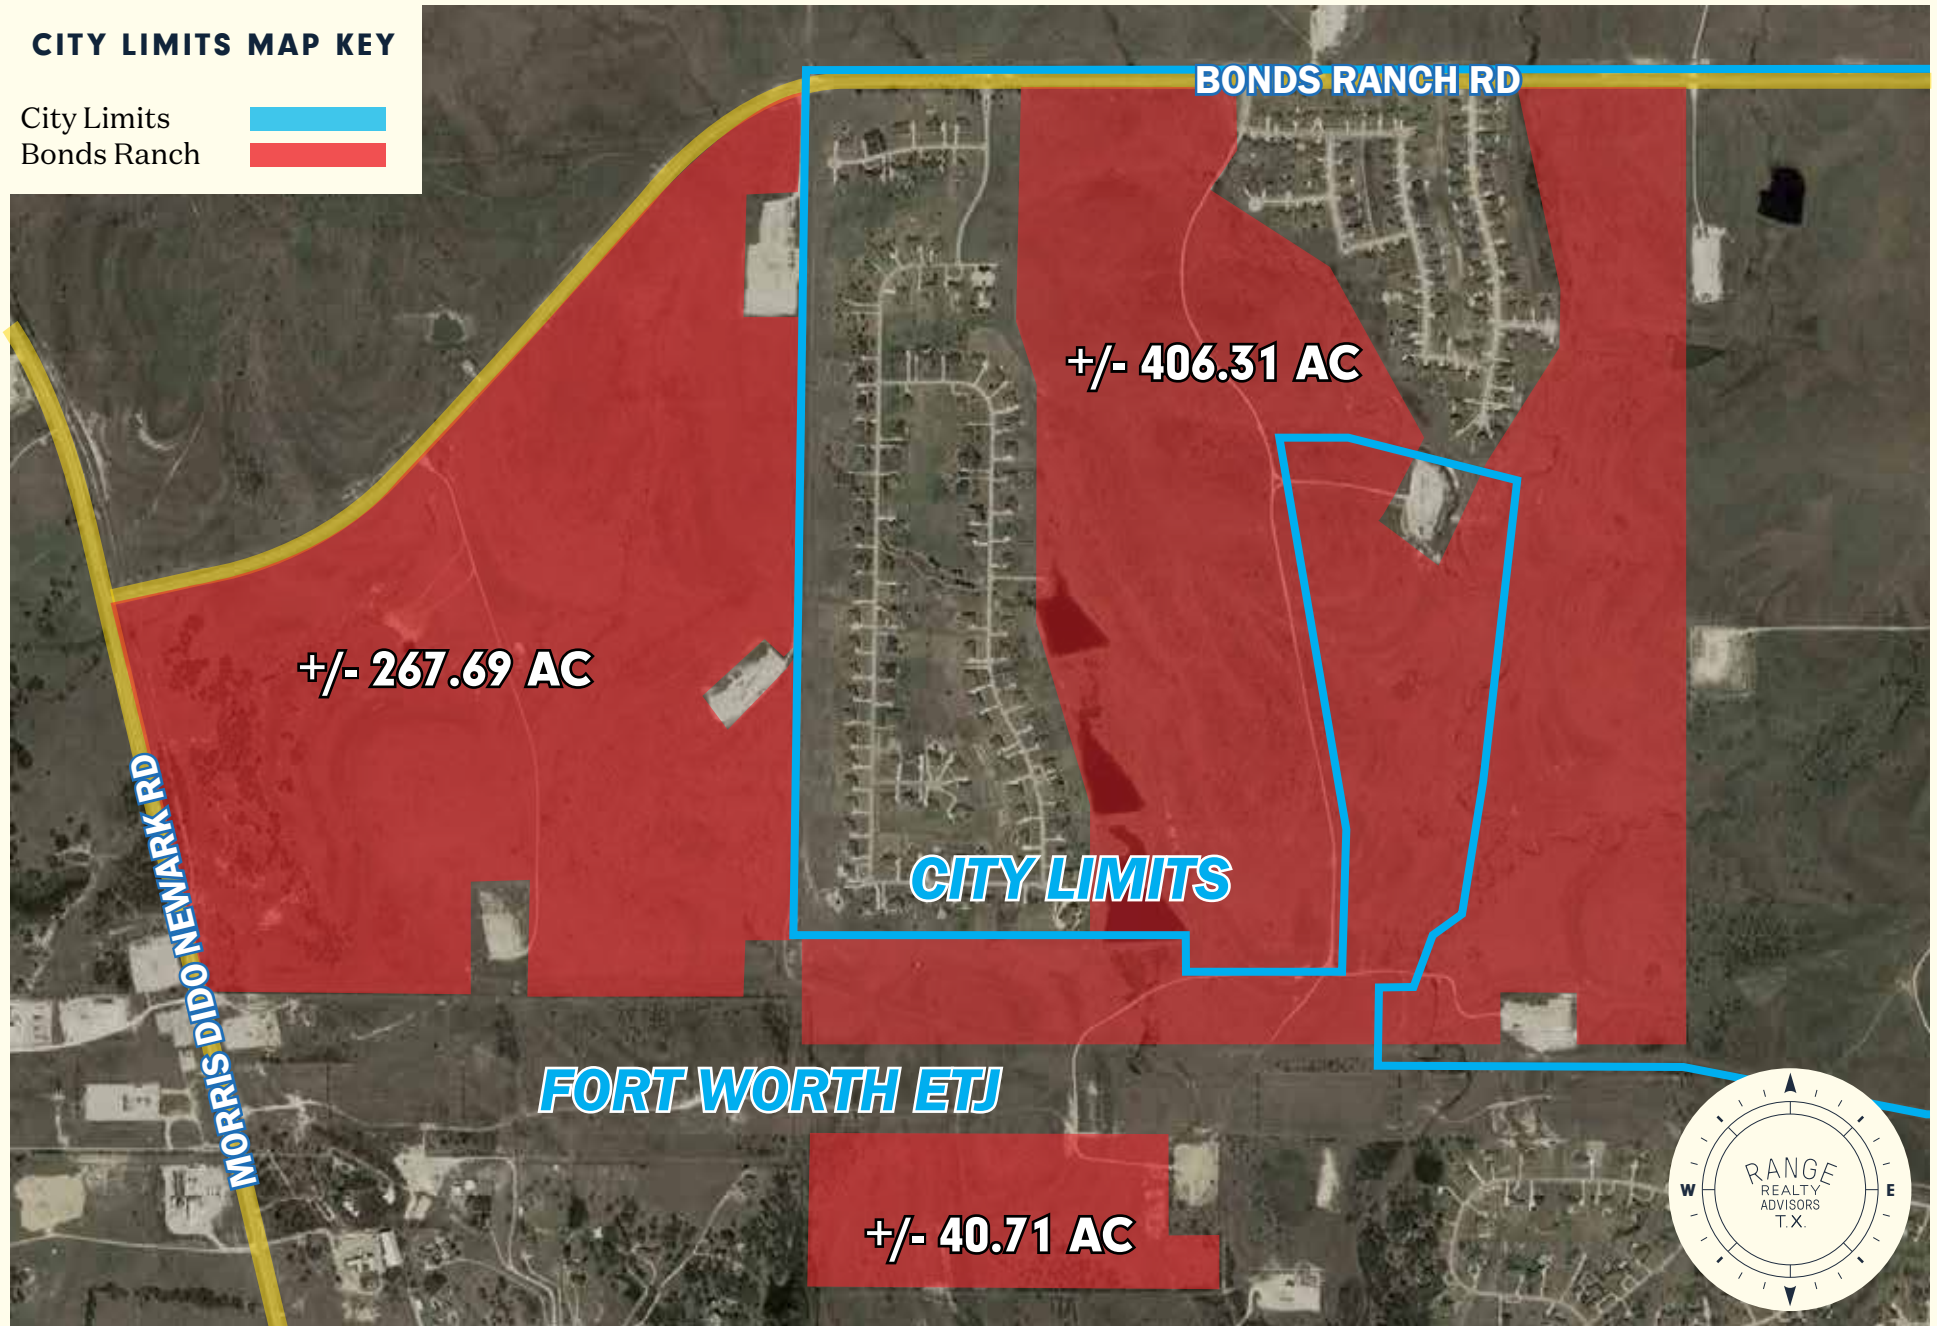 CITY LIMITS MAP KEY
City Limits
Bonds Ranch
BONDS RANCH RD
+/- 406.31 AC
+/- 267.69 AC
MORRIS DIDO NEWARK RD
CITY LIMITS
FORT WORTH ETJ
+/- 40.71 AC
W
E
RANGE
REALTY
ADVISORS
T.X.